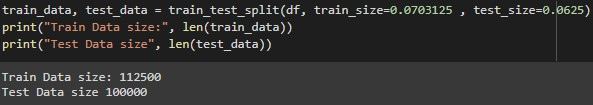 train_data, test_data = train_test_split(df, train_size=0.0703125 , test_size=0.0625)
print("Train Data size:", len(train_data))
print("Test Data size", len(test_data))
Train Data size: 112500
Test Data size 100000